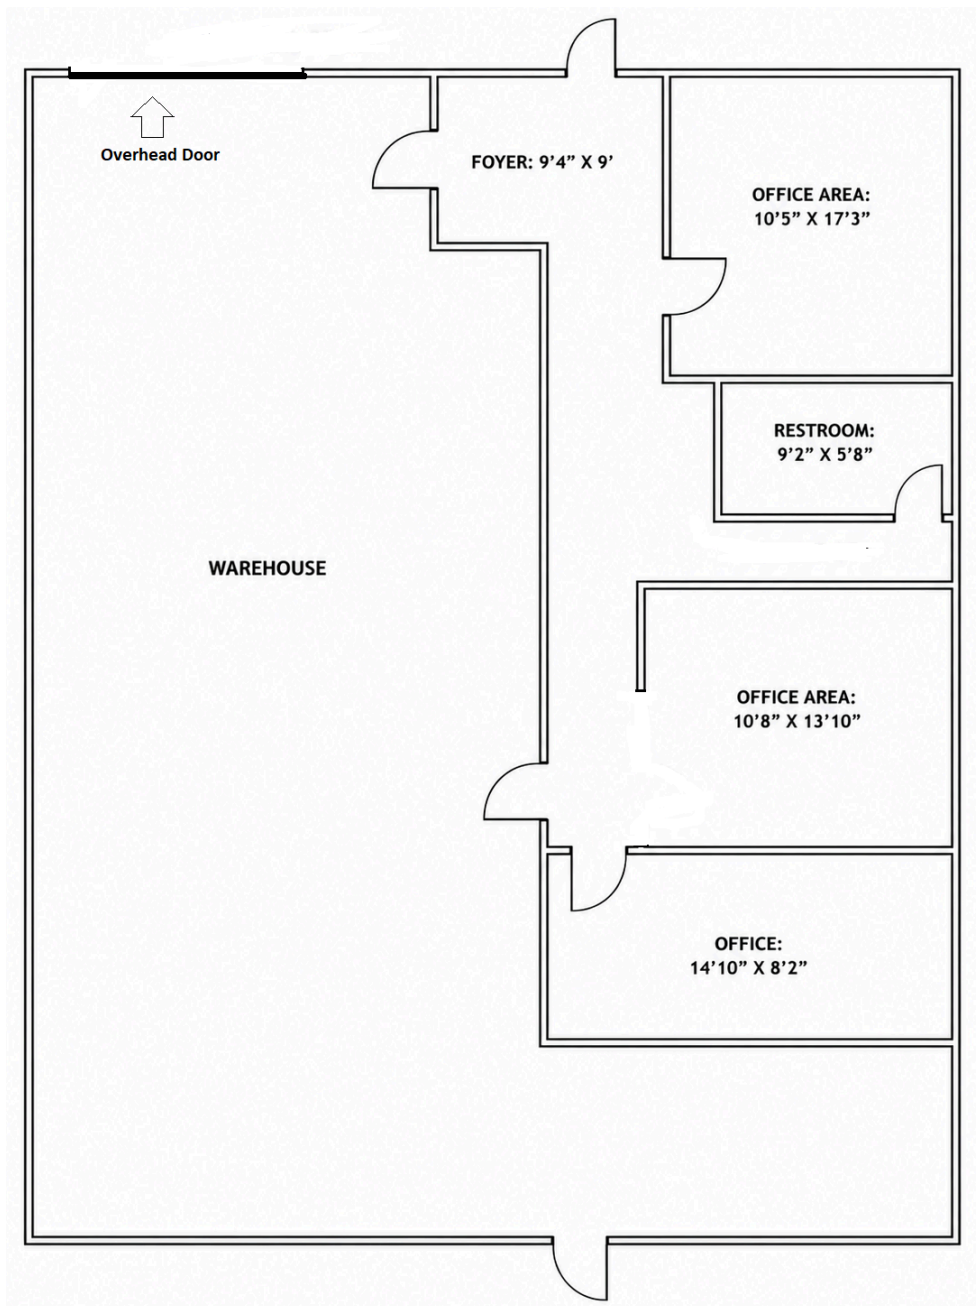 Overhead Door
FOYER: 9’4” X 9’
OFFICE AREA:
10’5” X 17’3”
RESTROOM:
9’2” X 5’8”
WAREHOUSE
OFFICE AREA:
10’8” X 13’10”
OFFICE:
14’10” X 8’2”